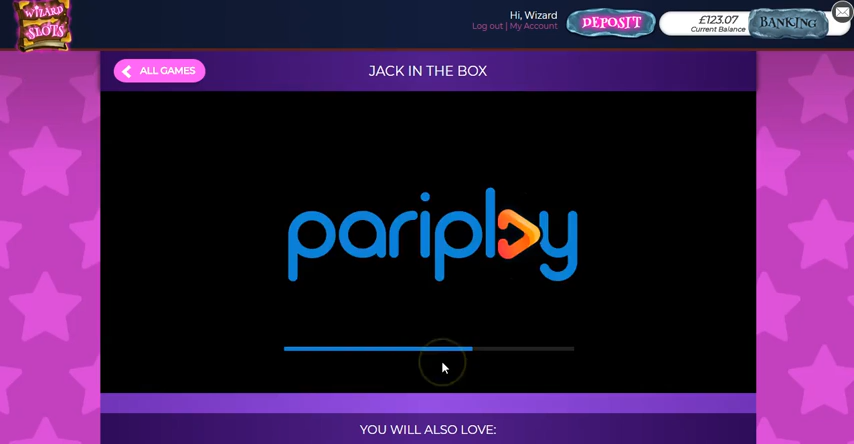 WIZARD
SLOTS
Hi, Wizard
Log out | My Account
DEPOSIT
£123.07
Current Balance
BANKING
ALL GAMES
JACK IN THE BOX
pariplay
YOU WILL ALSO LOVE: